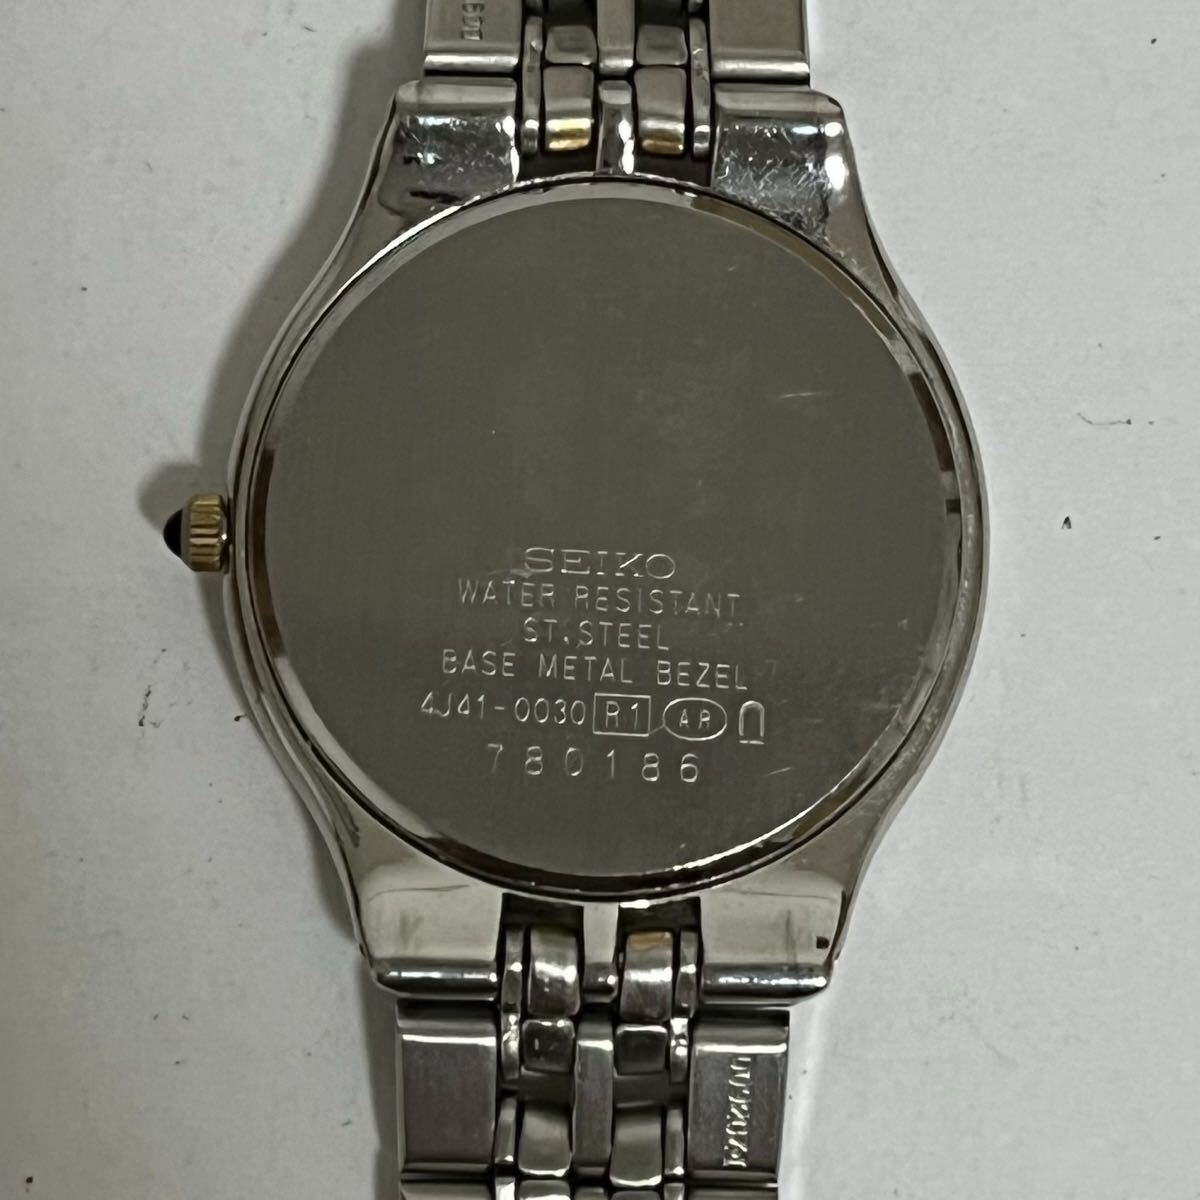 SEIKO
WATER RESISTANT
ST.STEEL
BASE METAL BEZEL
4J41-0030 R1 AR
780186